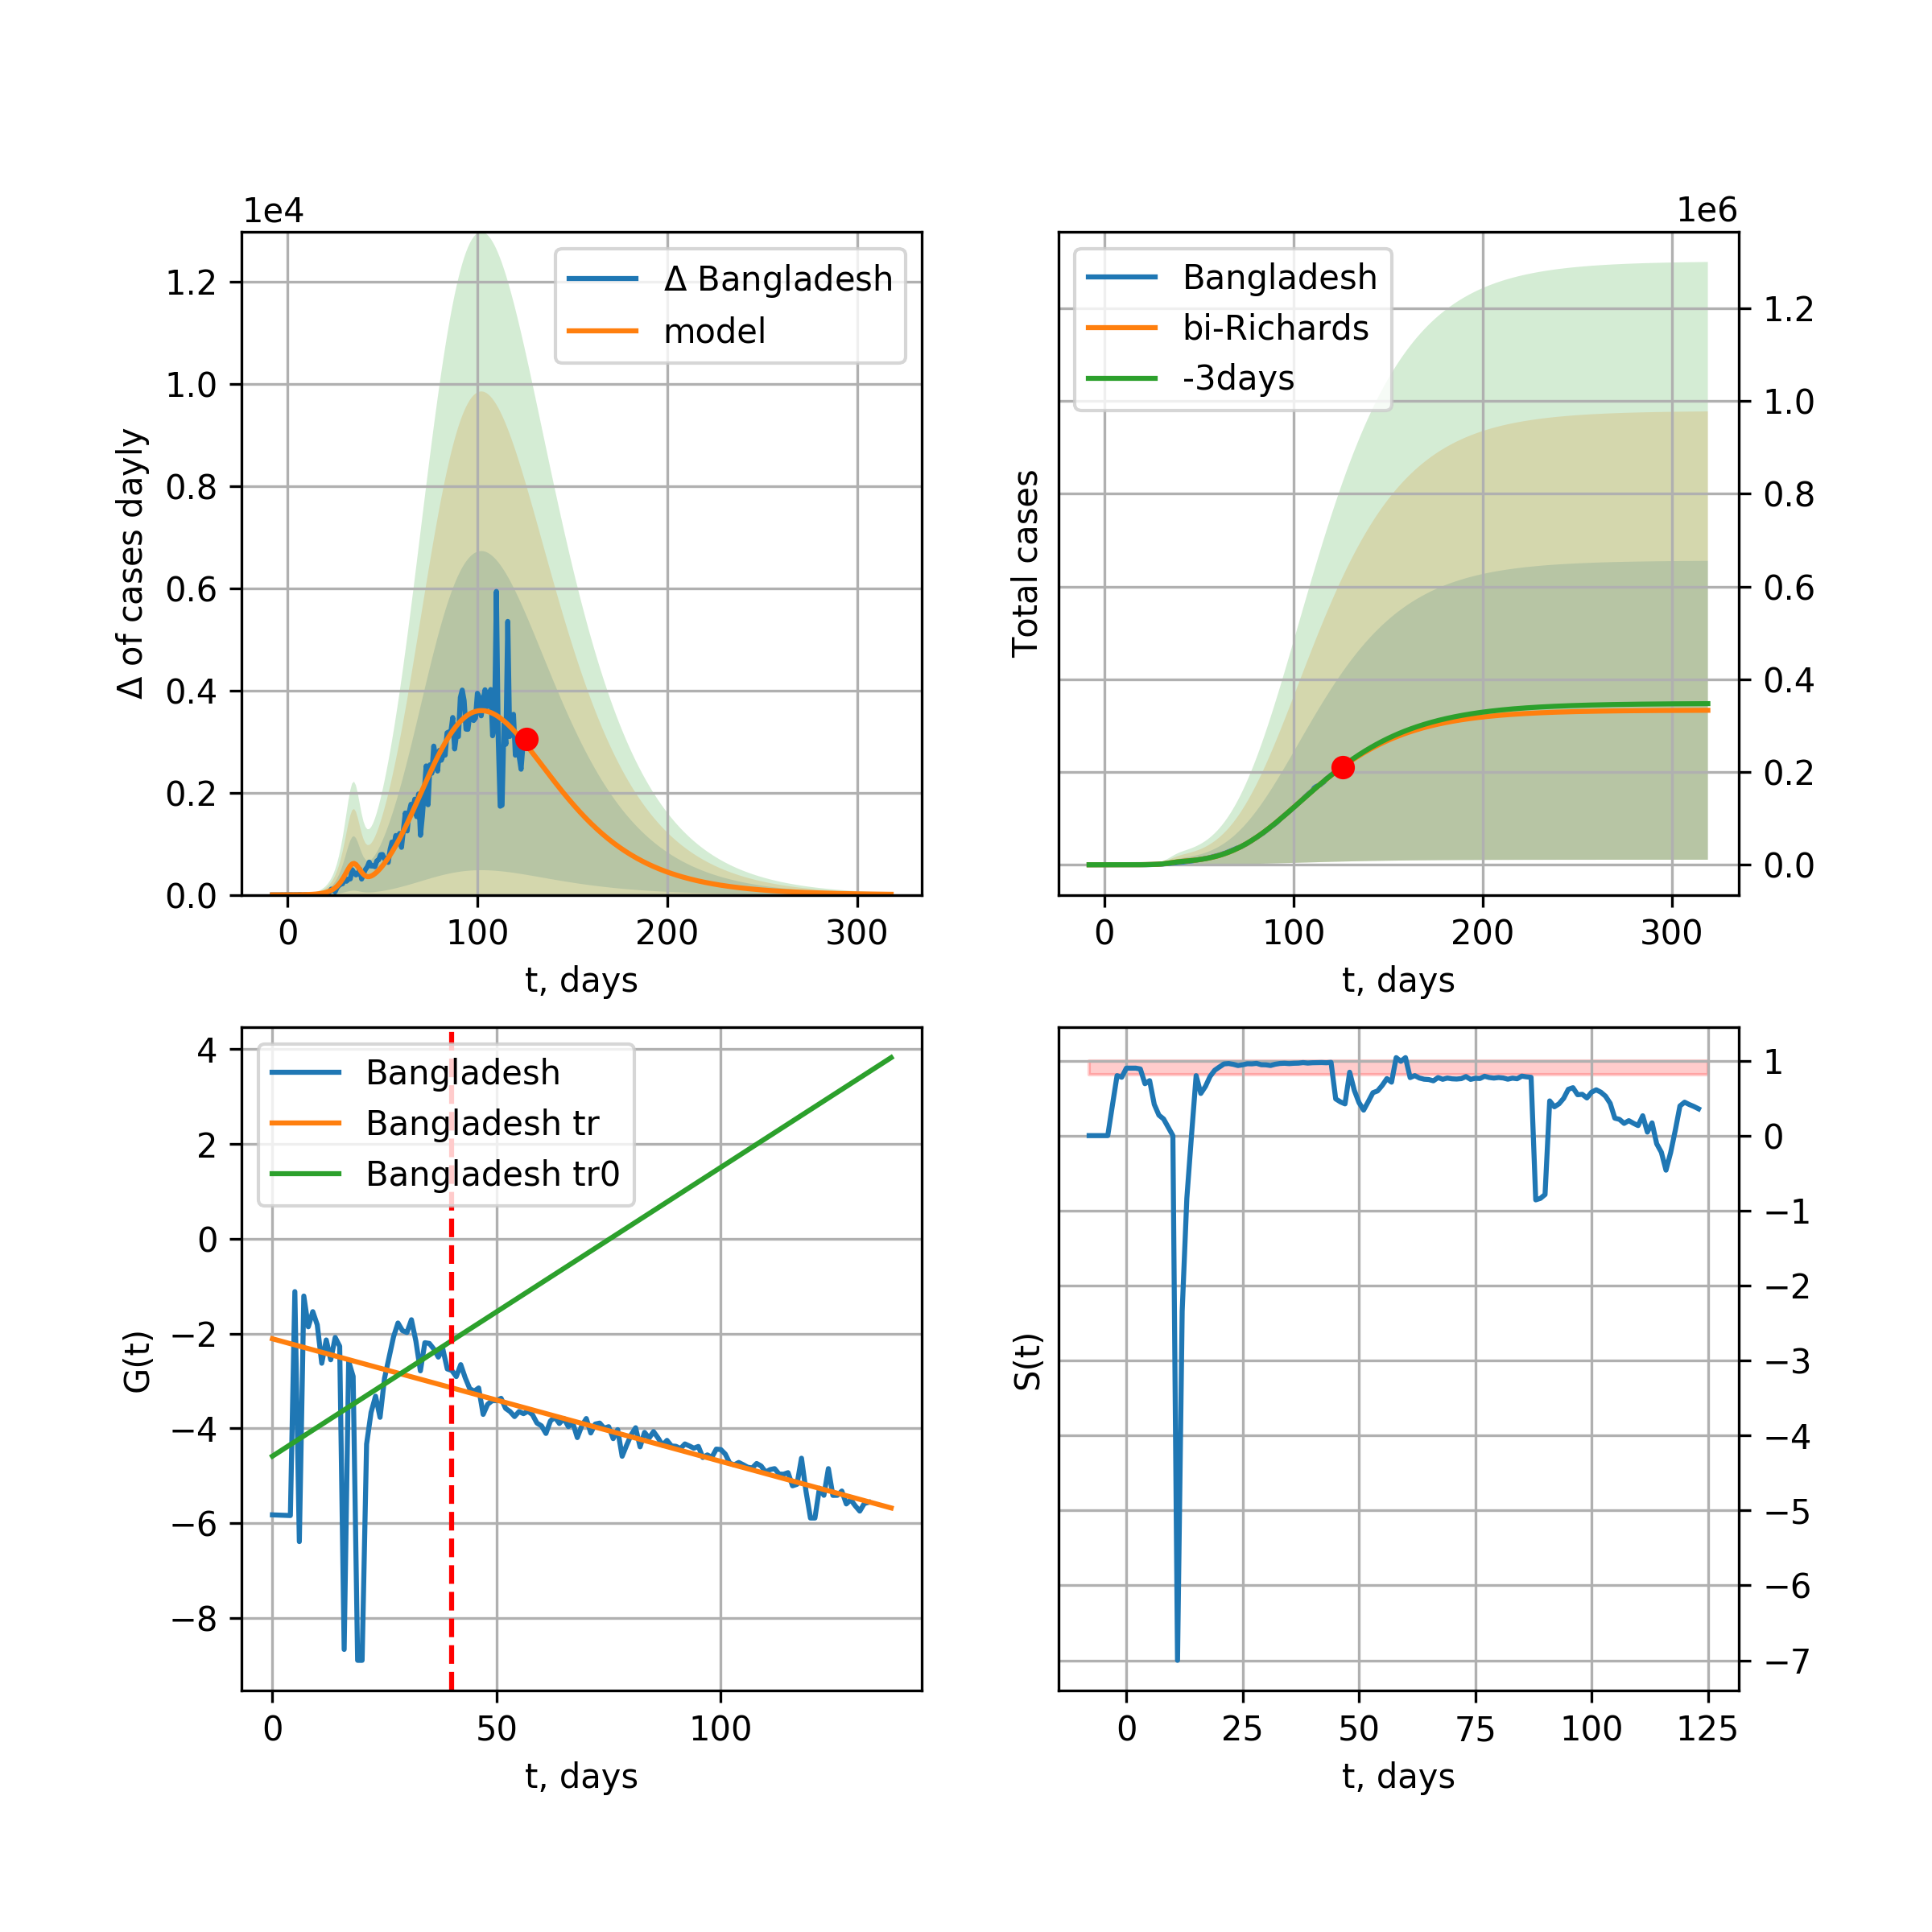 1e4
Δ of cases dayly
1.2
1.0
0.8
0.6
0.4
0.2
0.0
Δ Bangladesh
model
0 100 200 300
t, days
1e6
Total cases
Bangladesh
bi-Richards
-3days
1.2
1.0
0.8
0.6
0.4
0.2
0.0
0 100 200 300
t, days
G(t)
4
2
0
−2
−4
−6
−8
Bangladesh
Bangladesh tr
Bangladesh tr0
0 50 100
t, days
S(t)
1
0
−1
−2
−3
−4
−5
−6
−7
0 25 50 75 100 125
t, days